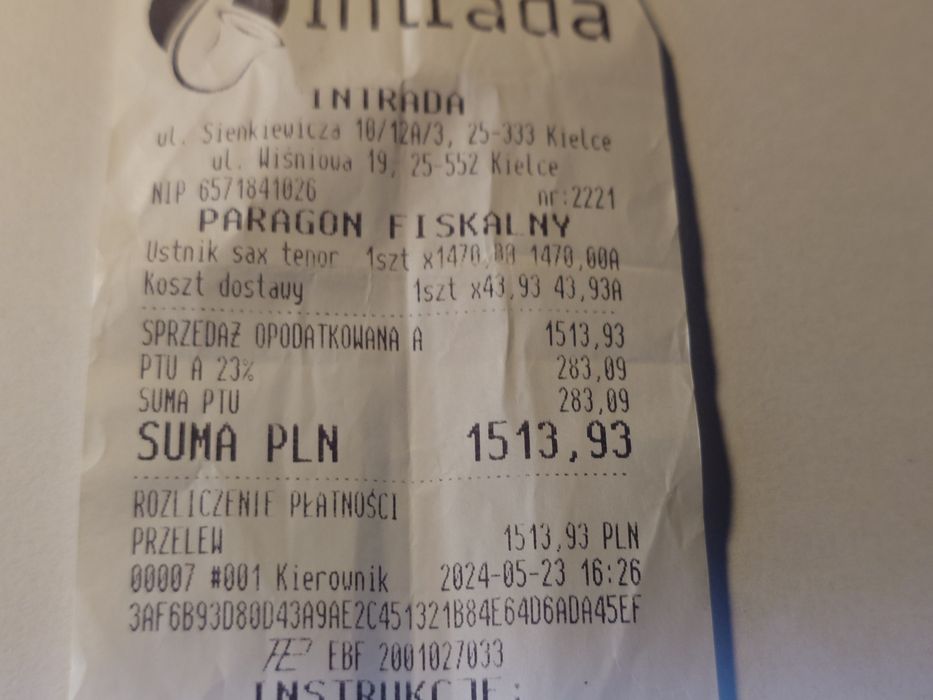 intrada
INTRADA
ul. Sienkiewicza 10/12A/3, 25-333 Kielce
ul. Wiśniowa 19, 25-552 Kielce
NIP 6571841026 nr:2221
PARAGON FISKALNY
Ustnik sax tenor 1szt x1470,00 1470,00A
Koszt dostawy 1szt x43,93 43,93A
SPRZEDAŻ OPODATKOWANA A 1513,93
PTU A 23% 283,09
SUMA PTU 283,09
SUMA PLN 1513,93
ROZLICZENIE PŁATNOŚCI
PRZELEW 1513,93 PLN
00007 #001 Kierownik 2024-05-23 16:26
3AF6B93D80D43A9AE2C451321B84E64D6ADA45EF
EBF 2001027033
INSTRUKCJE: